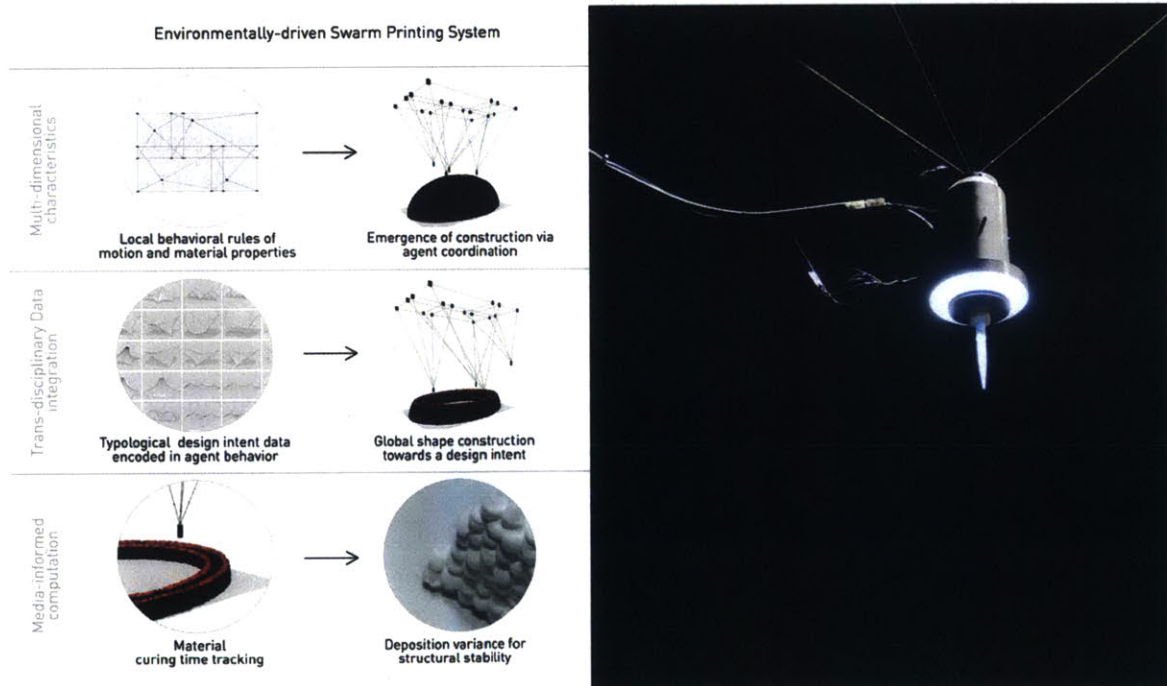 Environmentally-driven Swarm Printing System
Multi-dimensional
characteristics
Local behavioral rules of
motion and material properties
Emergence of construction via
agent coordination
Trans-disciplinary Data
integration
Typological design intent data
encoded in agent behavior
Global shape construction
towards a design intent
Media-informed
computation
Material
curing time tracking
Deposition variance for
structural stability